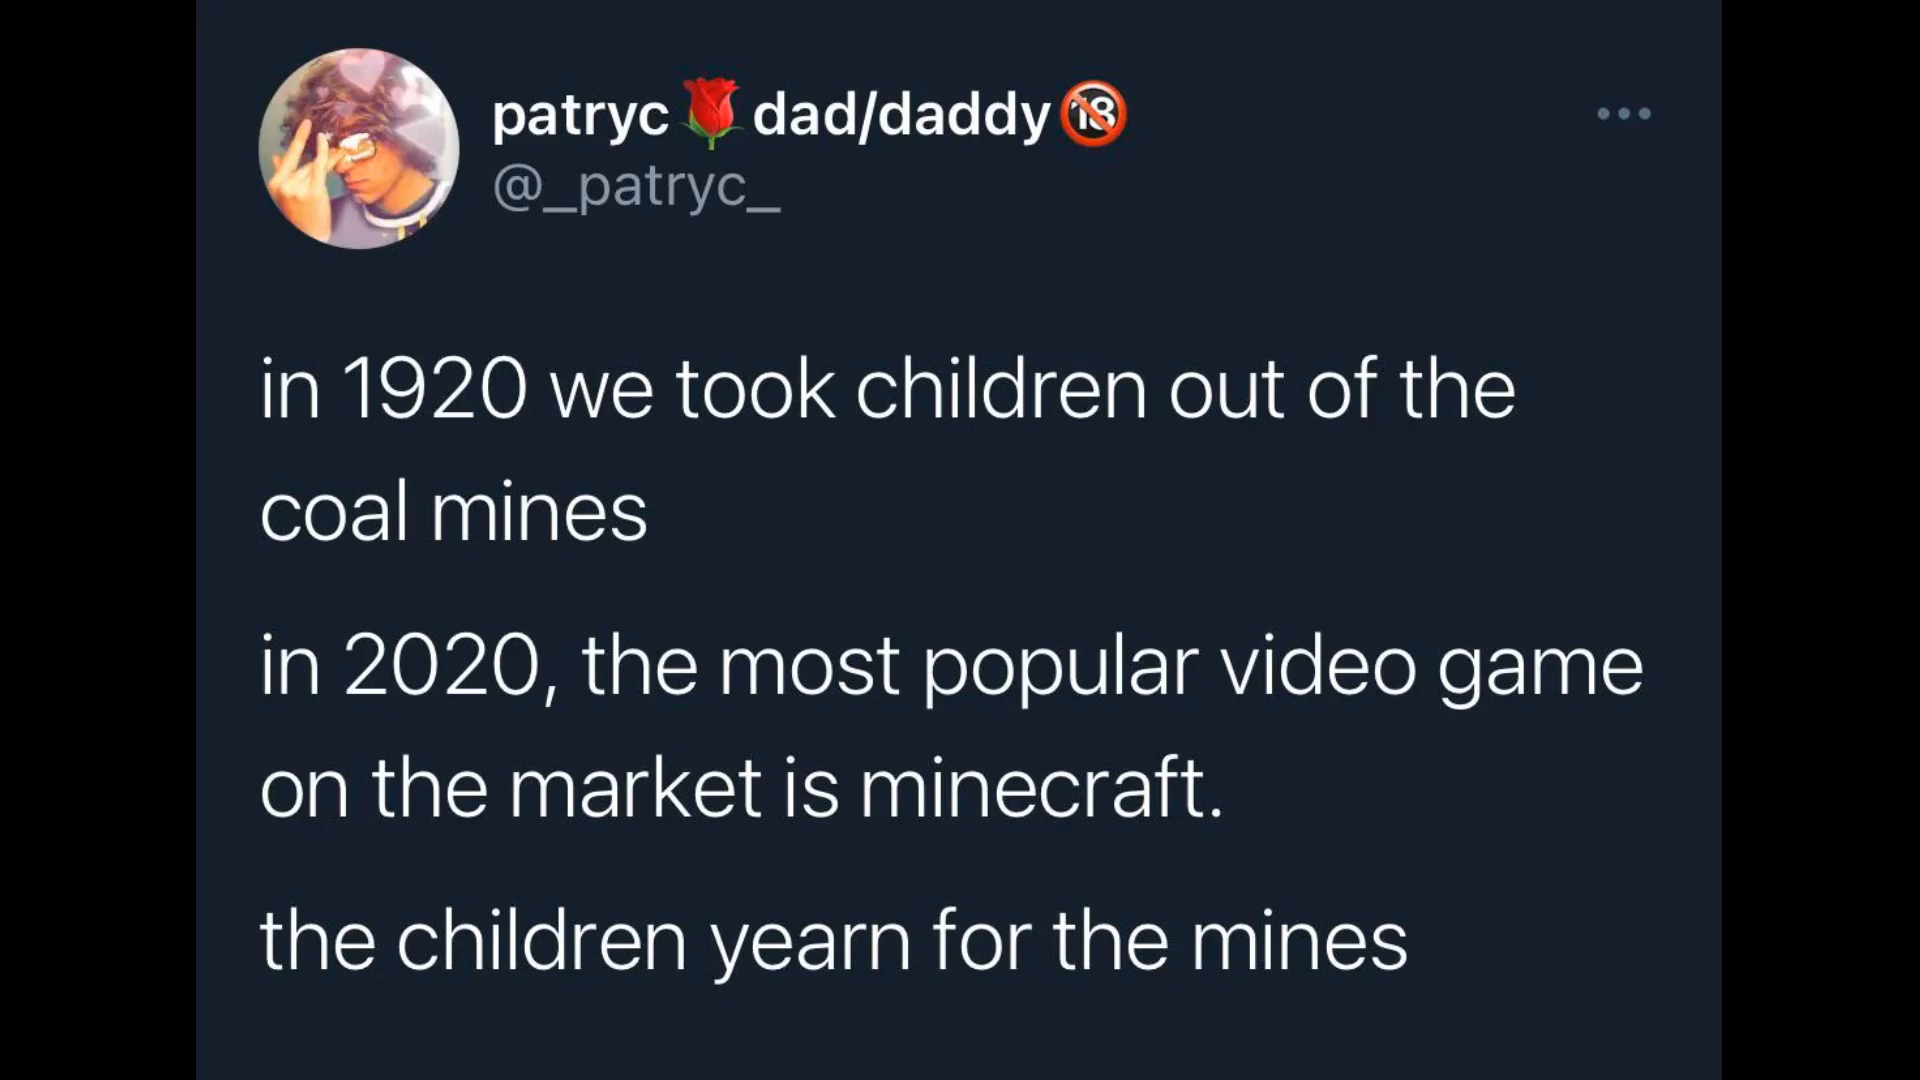 patryc🌹dad/daddy🔞
@_patryc_
in 1920 we took children out of the
coal mines
in 2020, the most popular video game
on the market is minecraft.
the children yearn for the mines